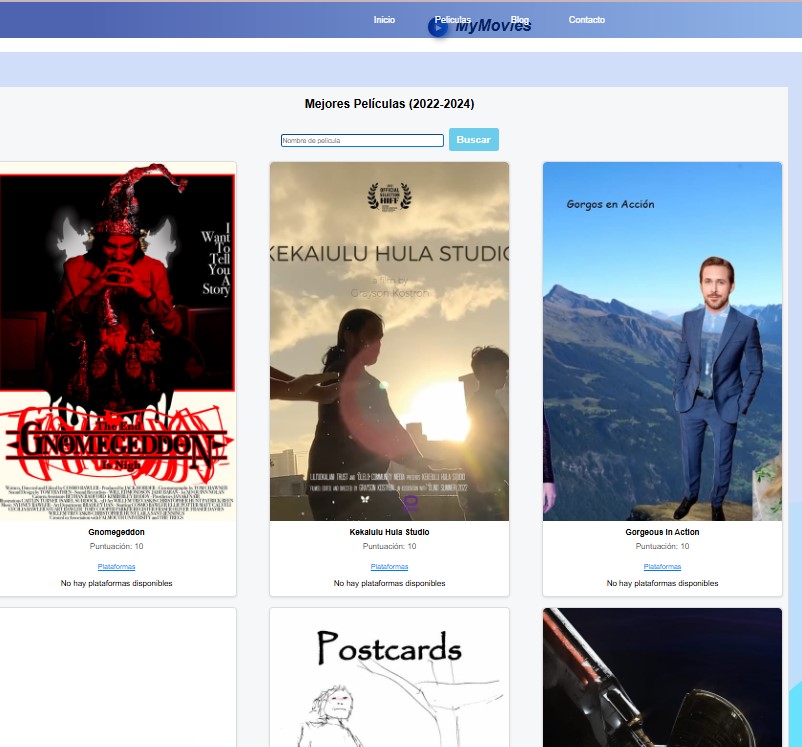 Inicio
Películas
Blog
Contacto
MyMovies
Mejores Películas (2022-2024)
Nombre de película
Buscar
I
Want
To
Tell
You
A
Story
The End
GNOMEGEDDON
Is Nigh
OFFICIAL
SELECTION
HIFF
KEKAIULU HULA STUDIO
a film by
Grayson Kostron
Gorgos en Acción
Gnomegeddon
Puntuación: 10
Plataformas
No hay plataformas disponibles
Kekaiulu Hula Studio
Puntuación: 10
Plataformas
No hay plataformas disponibles
Gorgeous in Action
Puntuación: 10
Plataformas
No hay plataformas disponibles
Postcards